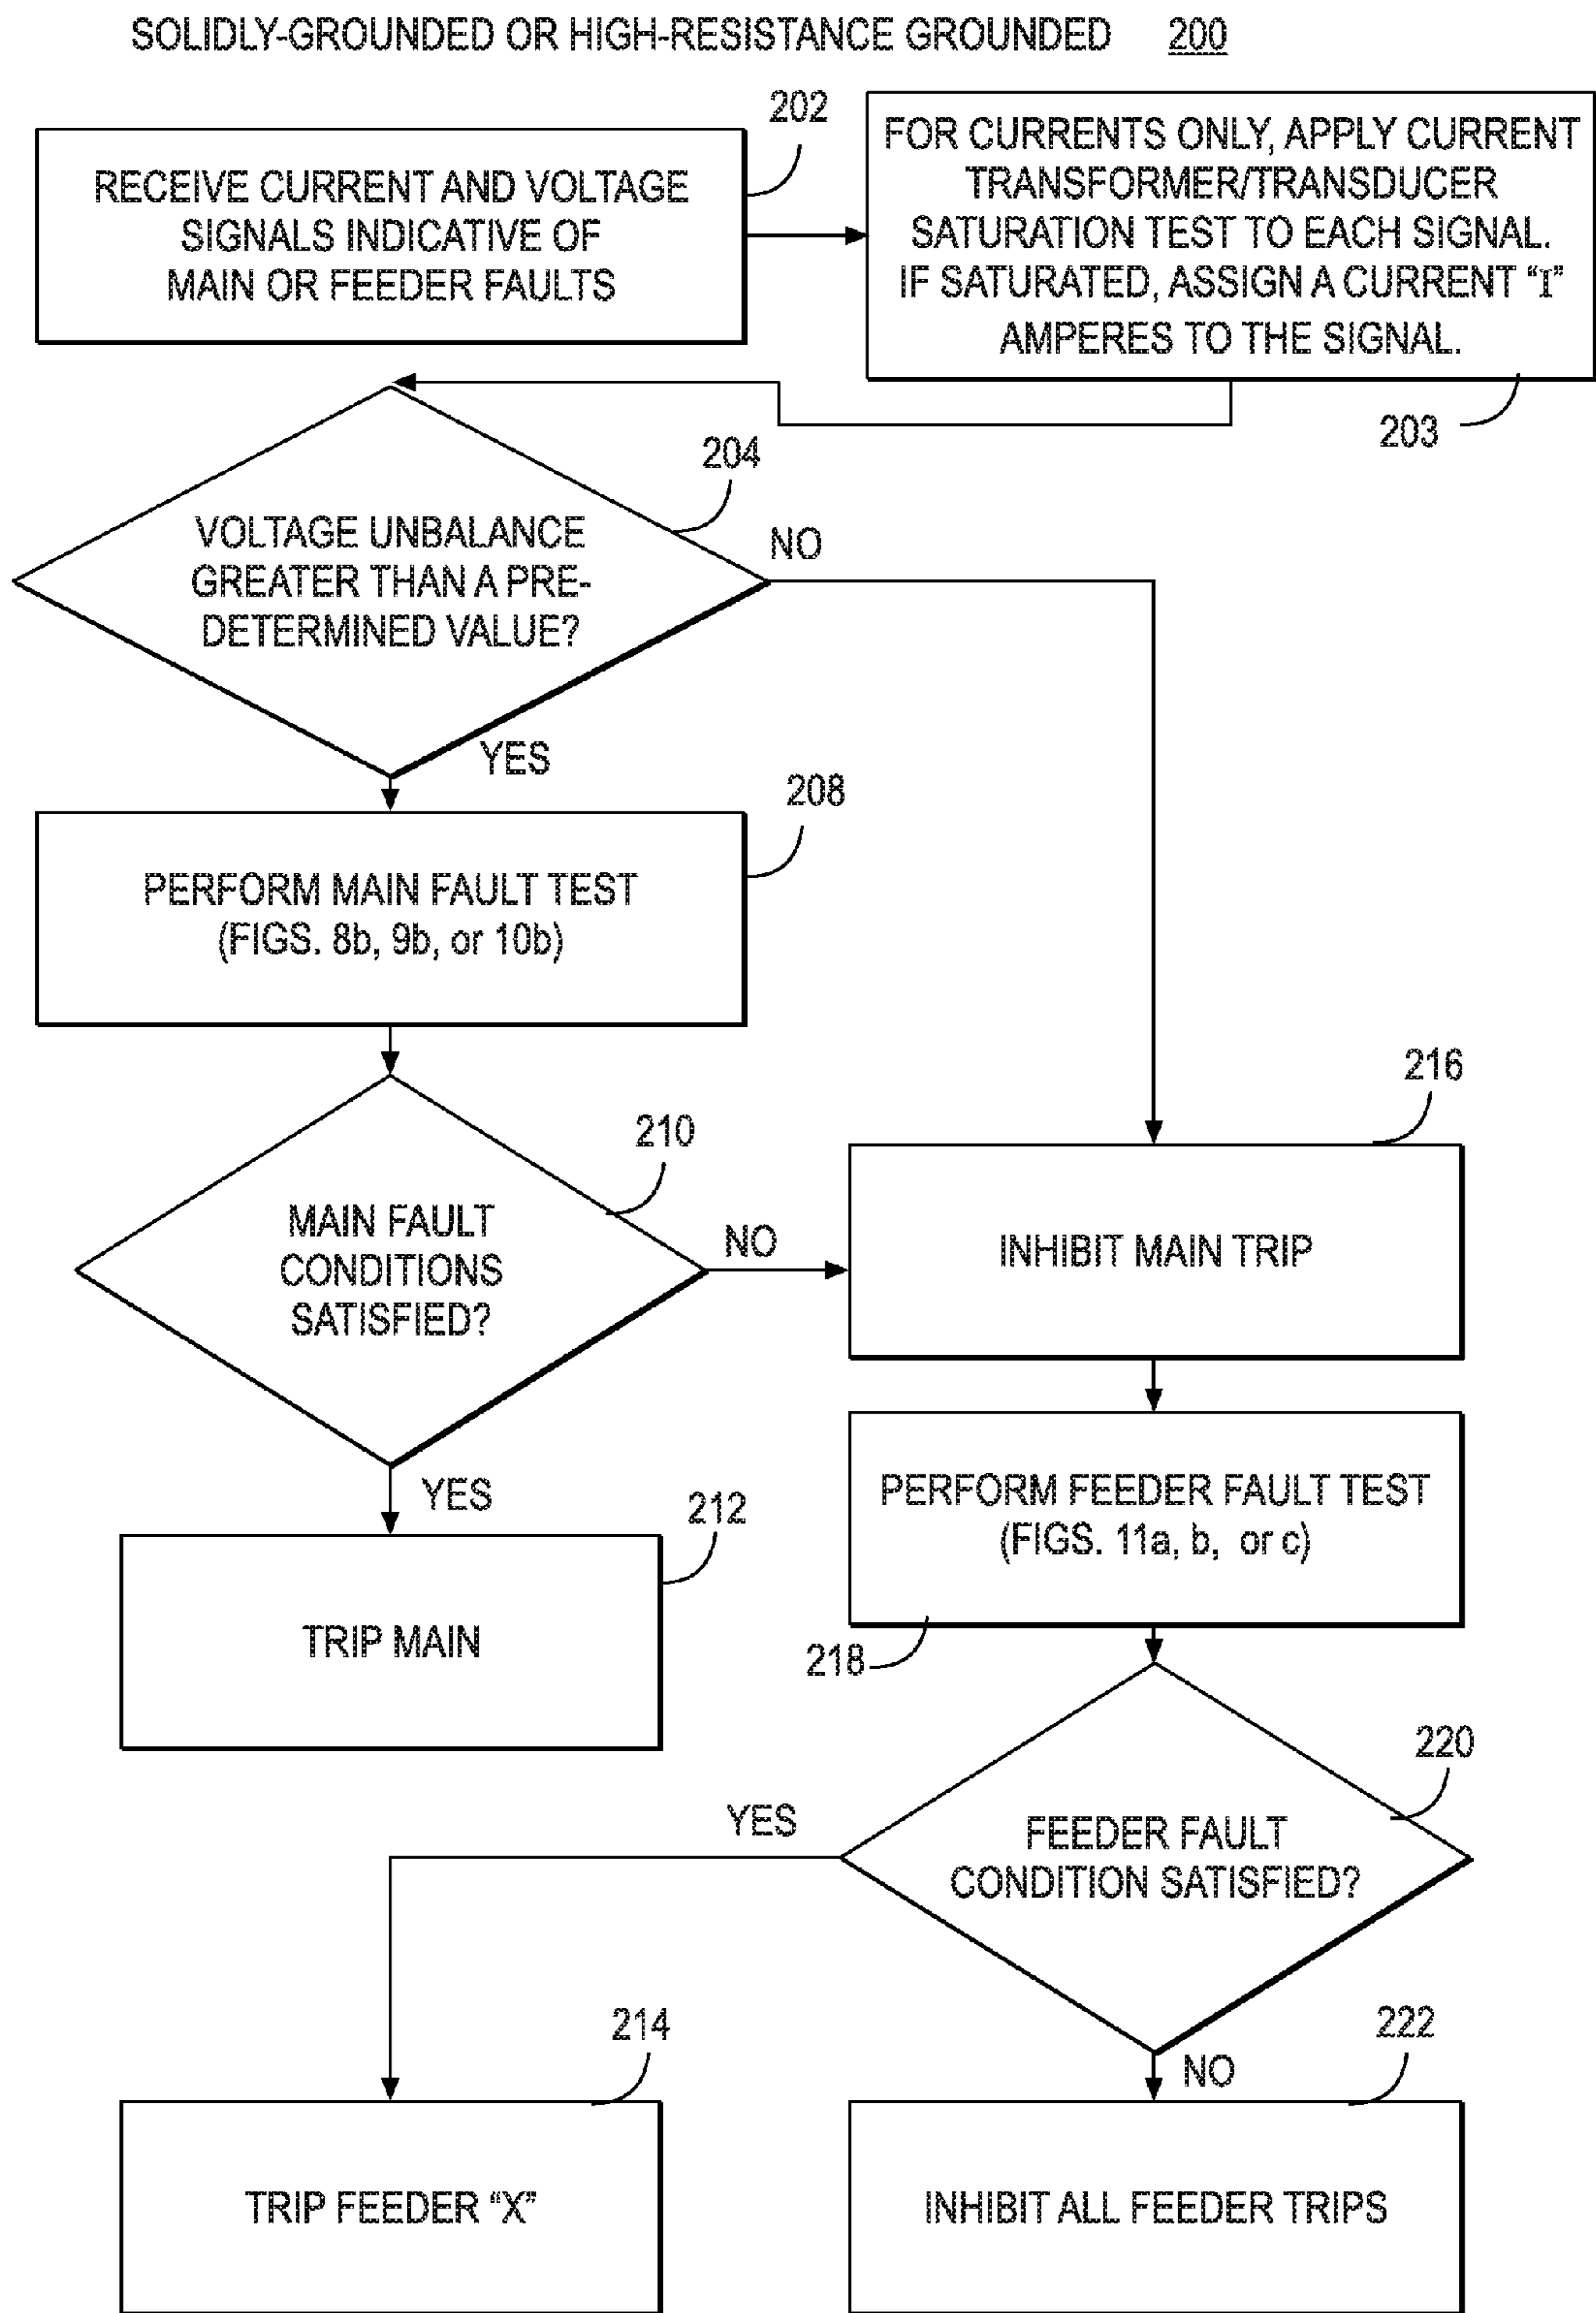 SOLIDLY-GROUNDED OR HIGH-RESISTANCE GROUNDED 200
202
RECEIVE CURRENT AND VOLTAGE
SIGNALS INDICATIVE OF
MAIN OR FEEDER FAULTS
FOR CURRENTS ONLY, APPLY CURRENT
TRANSFORMER/TRANSDUCER
SATURATION TEST TO EACH SIGNAL.
IF SATURATED, ASSIGN A CURRENT “I”
AMPERES TO THE SIGNAL.
203
204
VOLTAGE UNBALANCE
GREATER THAN A PRE-
DETERMINED VALUE?
NO
YES
208
PERFORM MAIN FAULT TEST
(FIGS. 8b, 9b, or 10b)
210
MAIN FAULT
CONDITIONS
SATISFIED?
NO
YES
216
INHIBIT MAIN TRIP
212
TRIP MAIN
PERFORM FEEDER FAULT TEST
(FIGS. 11a, b, or c)
218
220
FEEDER FAULT
CONDITION SATISFIED?
YES
NO
214
TRIP FEEDER “X”
222
INHIBIT ALL FEEDER TRIPS